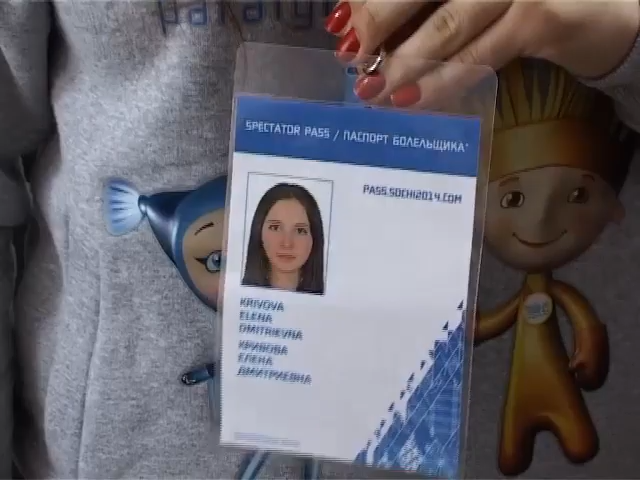 SPECTATOR PASS / ПАСПОРТ БОЛЕЛЬЩИКА
PASS.SOCHI2014.COM
KRIVOVA
ELENA
DMITRIEVNA
КРИВОВА
ЕЛЕНА
ДМИТРИЕВНА